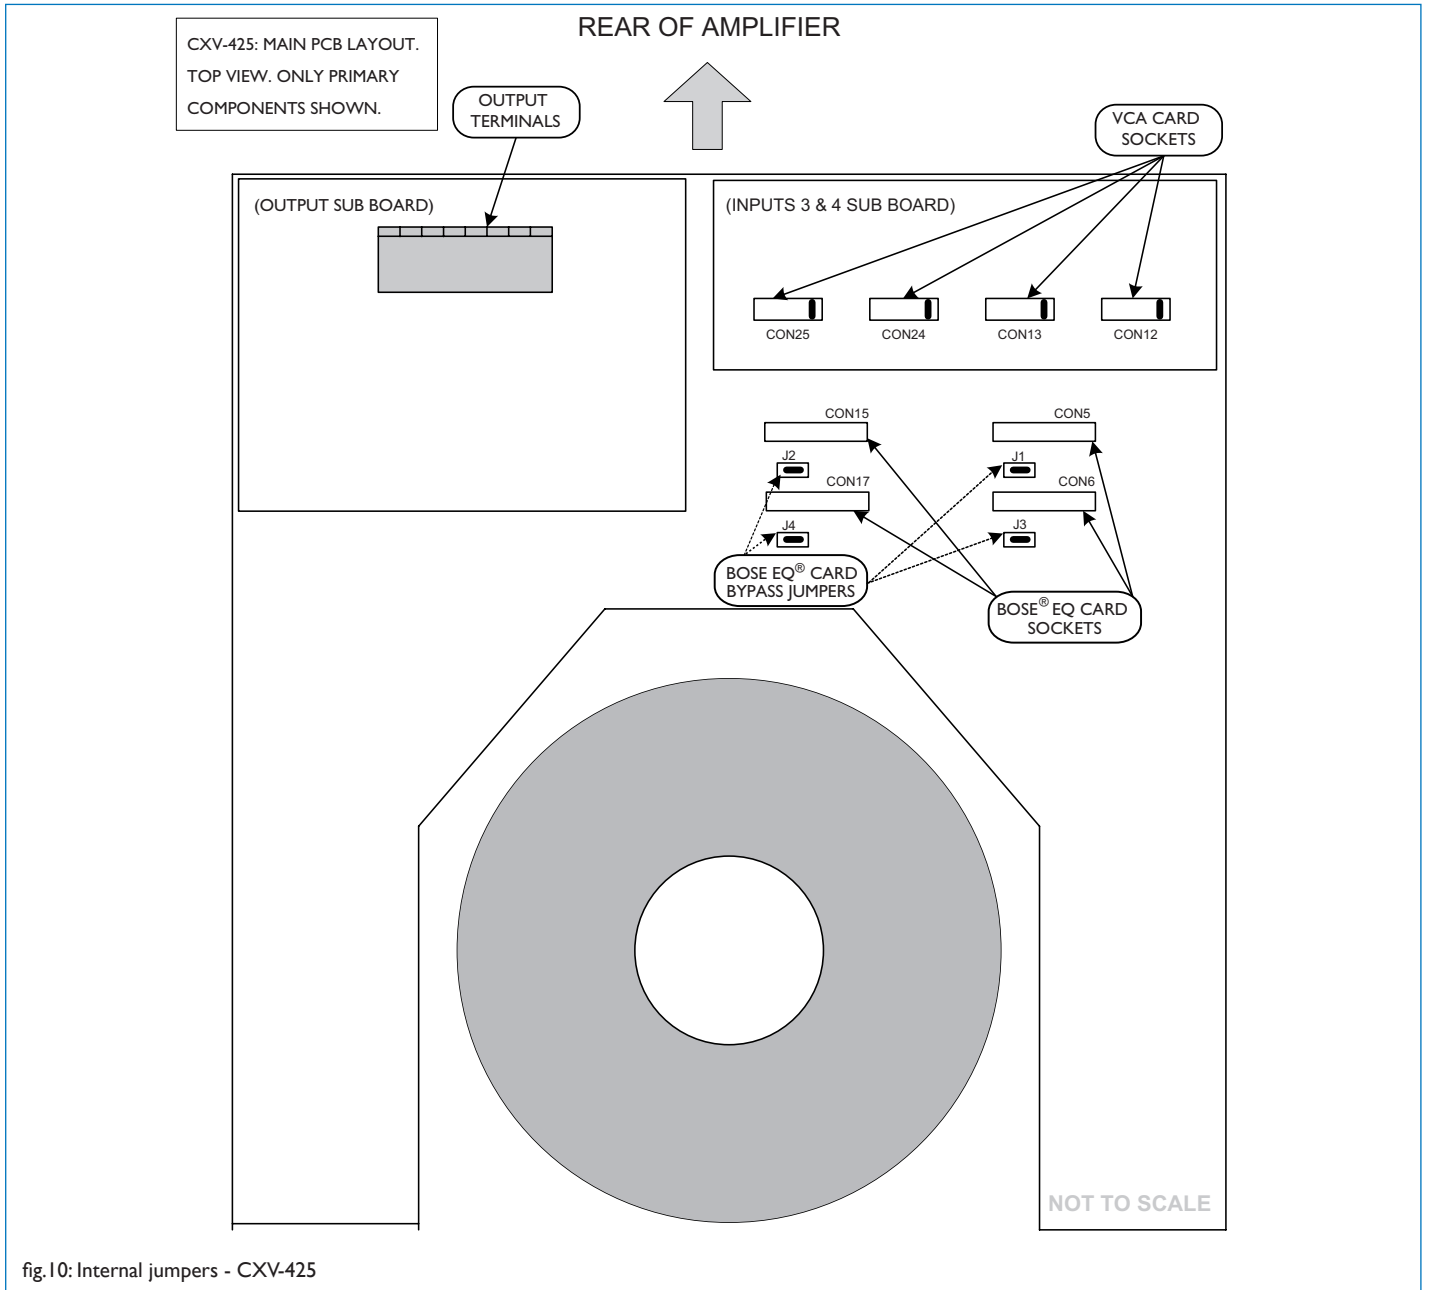 REAR OF AMPLIFIER
CXV-425: MAIN PCB LAYOUT.
TOP VIEW. ONLY PRIMARY
COMPONENTS SHOWN.
OUTPUT
TERMINALS
VCA CARD
SOCKETS
(OUTPUT SUB BOARD)
(INPUTS 3 & 4 SUB BOARD)
CON25
CON24
CON13
CON12
CON15
CON5
J2
J1
CON17
CON6
J4
J3
BOSE EQ® CARD
BYPASS JUMPERS
BOSE® EQ CARD
SOCKETS
NOT TO SCALE
fig.10: Internal jumpers - CXV-425